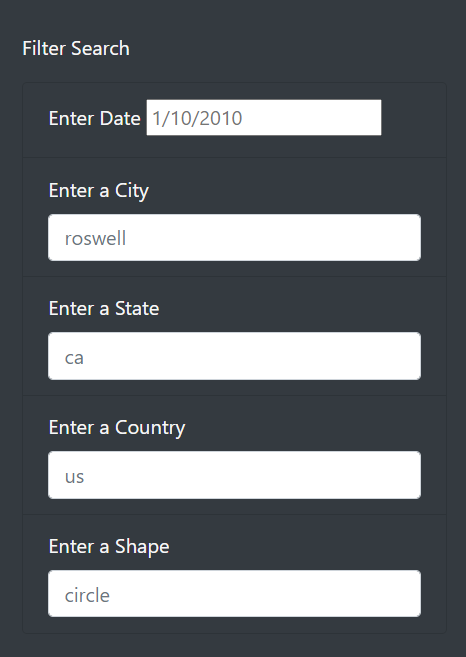 Filter Search
Enter Date 1/10/2010
Enter a City
roswell
Enter a State
ca
Enter a Country
us
Enter a Shape
circle